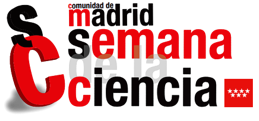 comunidad de
madrid
s semana
de la
c ciencia